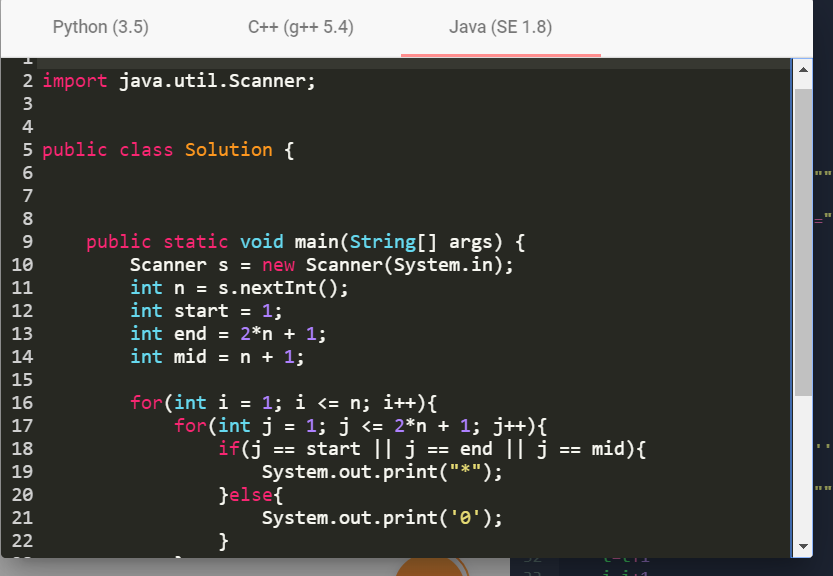 Python (3.5)
C++ (g++ 5.4)
Java (SE 1.8)
1
2 import java.util.Scanner;
3
4
5 public class Solution {
6
7
8
9     public static void main(String[] args) {
10         Scanner s = new Scanner(System.in);
11         int n = s.nextInt();
12         int start = 1;
13         int end = 2*n + 1;
14         int mid = n + 1;
15
16         for(int i = 1; i <= n; i++){
17             for(int j = 1; j <= 2*n + 1; j++){
18                 if(j == start || j == end || j == mid){
19                     System.out.print("*");
20                 }else{
21                     System.out.print('0');
22                 }